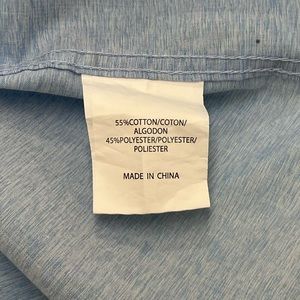 55%COTTON/COTON/
ALGODON
45%POLYESTER/POLYESTER/
POLIESTER
MADE IN CHINA